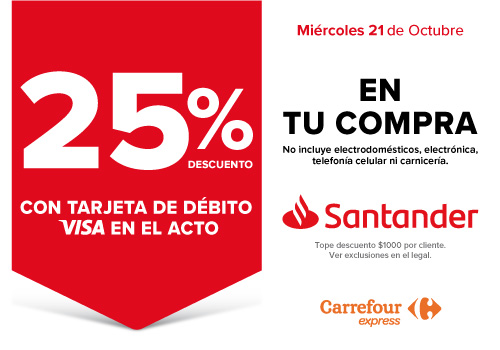 25%
DESCUENTO
CON TARJETA DE DÉBITO
VISA EN EL ACTO
Miércoles 21 de Octubre
EN
TU COMPRA
No incluye electrodomésticos, electrónica,
telefonía celular ni carnicería.
Santander
Tope descuento $1000 por cliente.
Ver exclusiones en el legal.
Carrefour
express